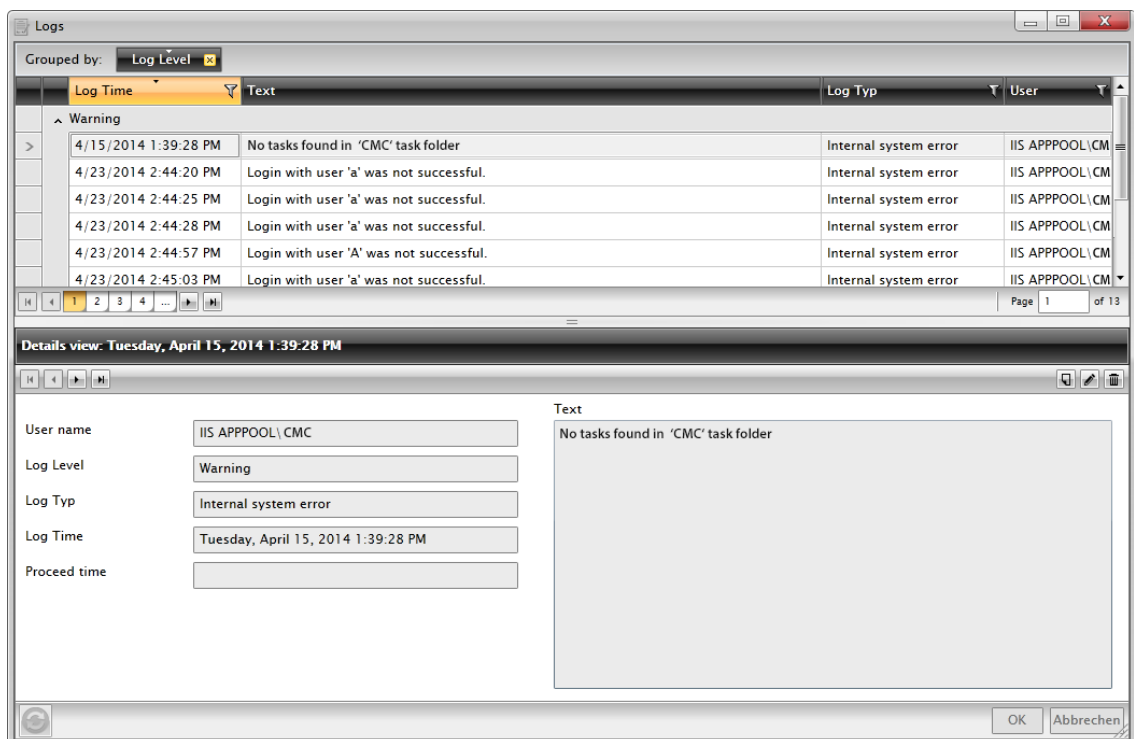 Logs
Grouped by: Log Level
Log Time Text Log Typ User
Warning
4/15/2014 1:39:28 PM No tasks found in 'CMC' task folder Internal system error IIS APPPOOL\CM
4/23/2014 2:44:20 PM Login with user 'a' was not successful. Internal system error IIS APPPOOL\CM
4/23/2014 2:44:25 PM Login with user 'a' was not successful. Internal system error IIS APPPOOL\CM
4/23/2014 2:44:28 PM Login with user 'a' was not successful. Internal system error IIS APPPOOL\CM
4/23/2014 2:44:57 PM Login with user 'A' was not successful. Internal system error IIS APPPOOL\CM
4/23/2014 2:45:03 PM Login with user 'a' was not successful. Internal system error IIS APPPOOL\CM
1 2 3 4 ... Page 1 of 13
Details view: Tuesday, April 15, 2014 1:39:28 PM
Text
User name IIS APPPOOL\CMC No tasks found in 'CMC' task folder
Log Level Warning
Log Typ Internal system error
Log Time Tuesday, April 15, 2014 1:39:28 PM
Proceed time
OK Abbrechen